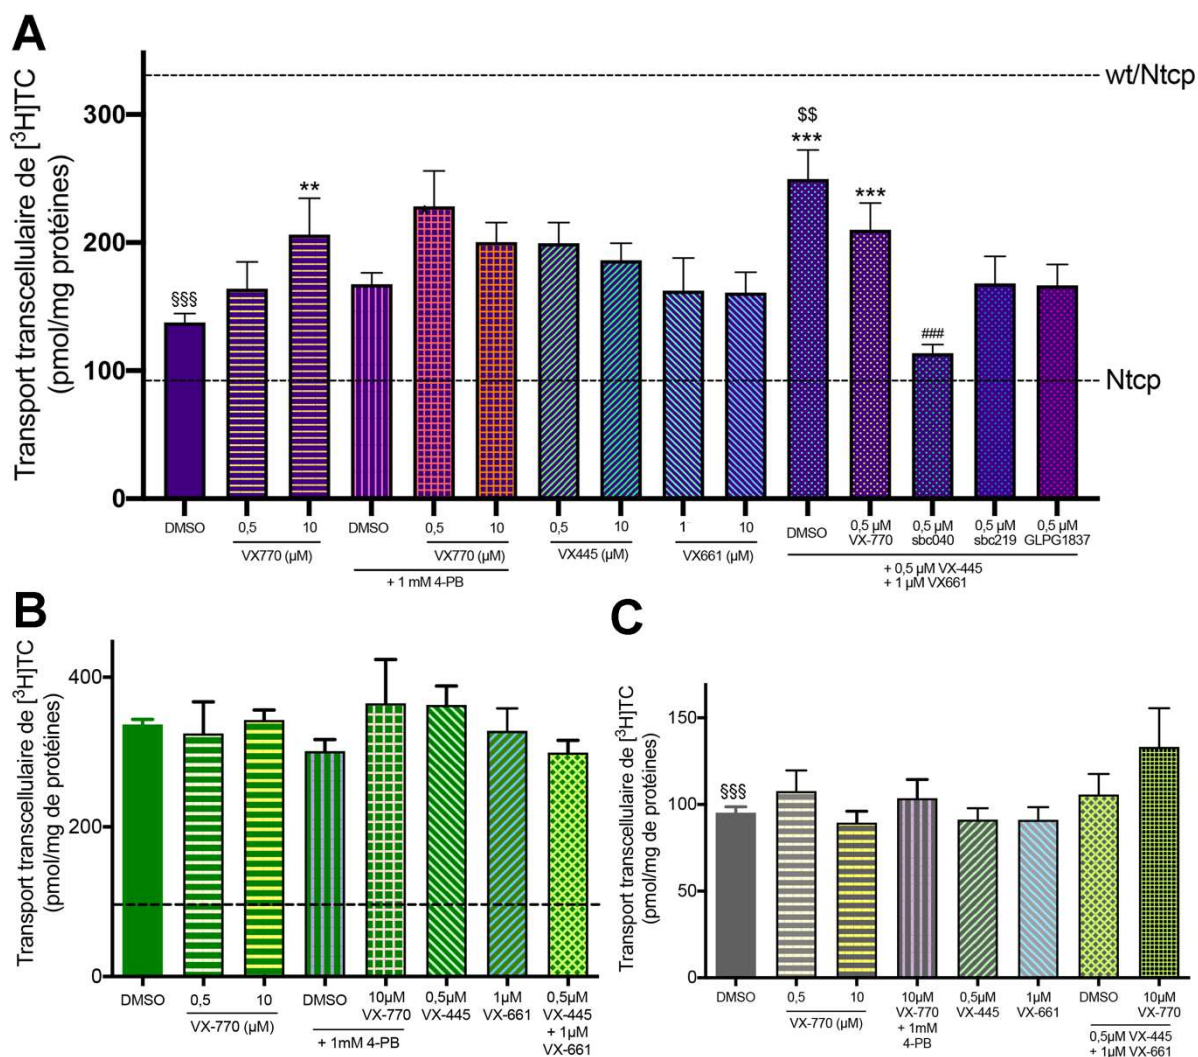 A
Transport transcellulaire de [³H]TC
(pmol/mg protéines)
300
200
100
0
wt/Ntcp
Ntcp
§§§
**
$$
***
***
###
DMSO
0,5
10
VX770 (µM)
DMSO
0,5
10
VX770 (µM)
+ 1 mM 4-PB
0,5
10
VX445 (µM)
1
10
VX661 (µM)
DMSO
0,5 µM
VX-770
0,5 µM
sbc040
0,5 µM
sbc219
0,5 µM
GLPG1837
+ 0,5 µM VX-445
+ 1 µM VX661
B
Transport transcellulaire de [³H]TC
(pmol/mg de protéines)
400
200
0
DMSO
0,5
10
VX-770 (µM)
DMSO
10µM
VX-770
+ 1mM 4-PB
0,5µM
VX-445
1µM
VX-661
0,5µM
VX-445
+ 1µM
VX-661
C
Transport transcellulaire de [³H]TC
(pmol/mg de protéines)
150
100
50
0
§§§
DMSO
0,5
10
VX-770 (µM)
10µM
VX-770
+ 1mM
4-PB
0,5µM
VX-445
1µM
VX-661
DMSO
10µM
VX-770
0,5µM VX-445
+ 1µM VX-661